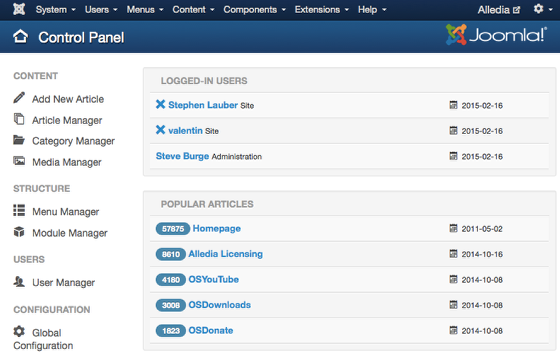 System Users Menus Content Components Extensions Help Alledia
Control Panel Joomla!
CONTENT
Add New Article
Article Manager
Category Manager
Media Manager
STRUCTURE
Menu Manager
Module Manager
USERS
User Manager
CONFIGURATION
Global
Configuration
LOGGED-IN USERS
Stephen Lauber Site 2015-02-16
valentin Site 2015-02-16
Steve Burge Administration 2015-02-16
POPULAR ARTICLES
57875 Homepage 2011-05-02
8610 Alledia Licensing 2014-10-16
4180 OSYouTube 2014-10-08
3008 OSDownloads 2014-10-08
1823 OSDonate 2014-10-08